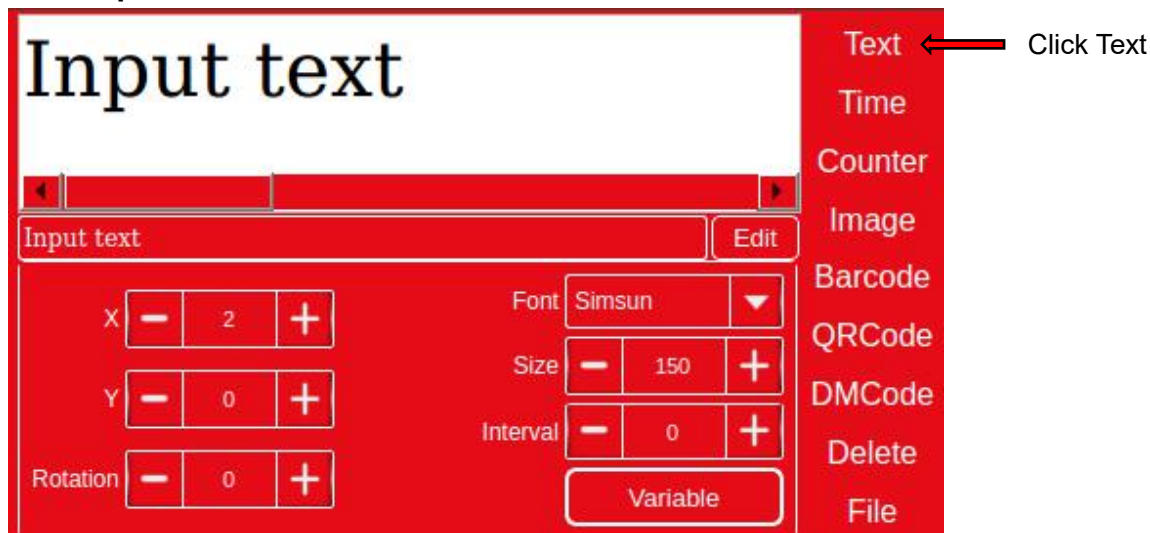 Input text
Input text
Edit
X
2
Y
0
Rotation
0
Font
Simsun
Size
150
Interval
0
Variable
Text
Time
Counter
Image
Barcode
QRCode
DMCode
Delete
File
Click Text